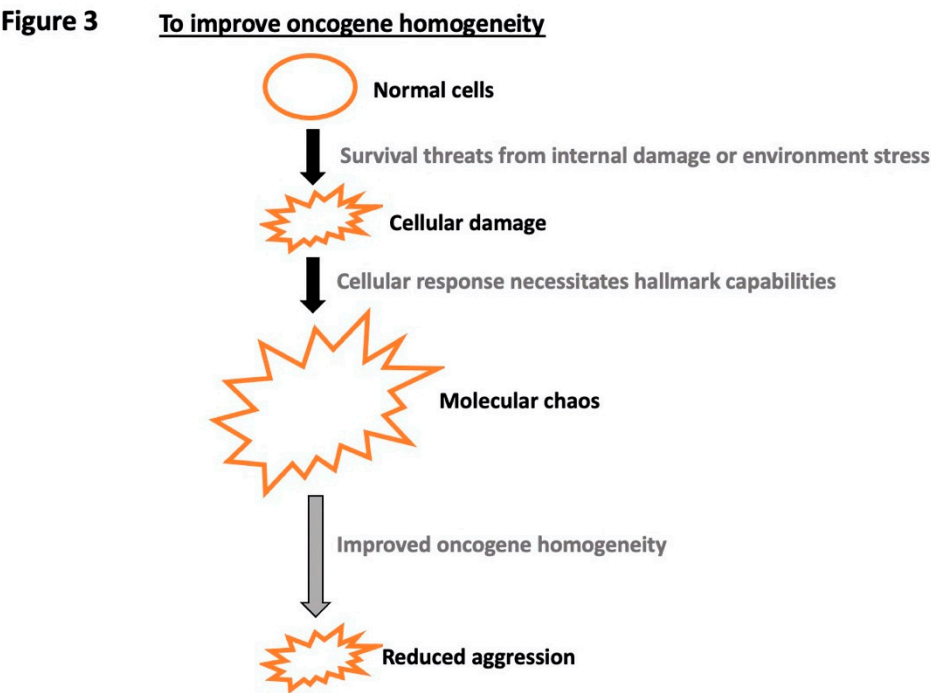 Figure 3 To improve oncogene homogeneity
Normal cells
Survival threats from internal damage or environment stress
Cellular damage
Cellular response necessitates hallmark capabilities
Molecular chaos
Improved oncogene homogeneity
Reduced aggression